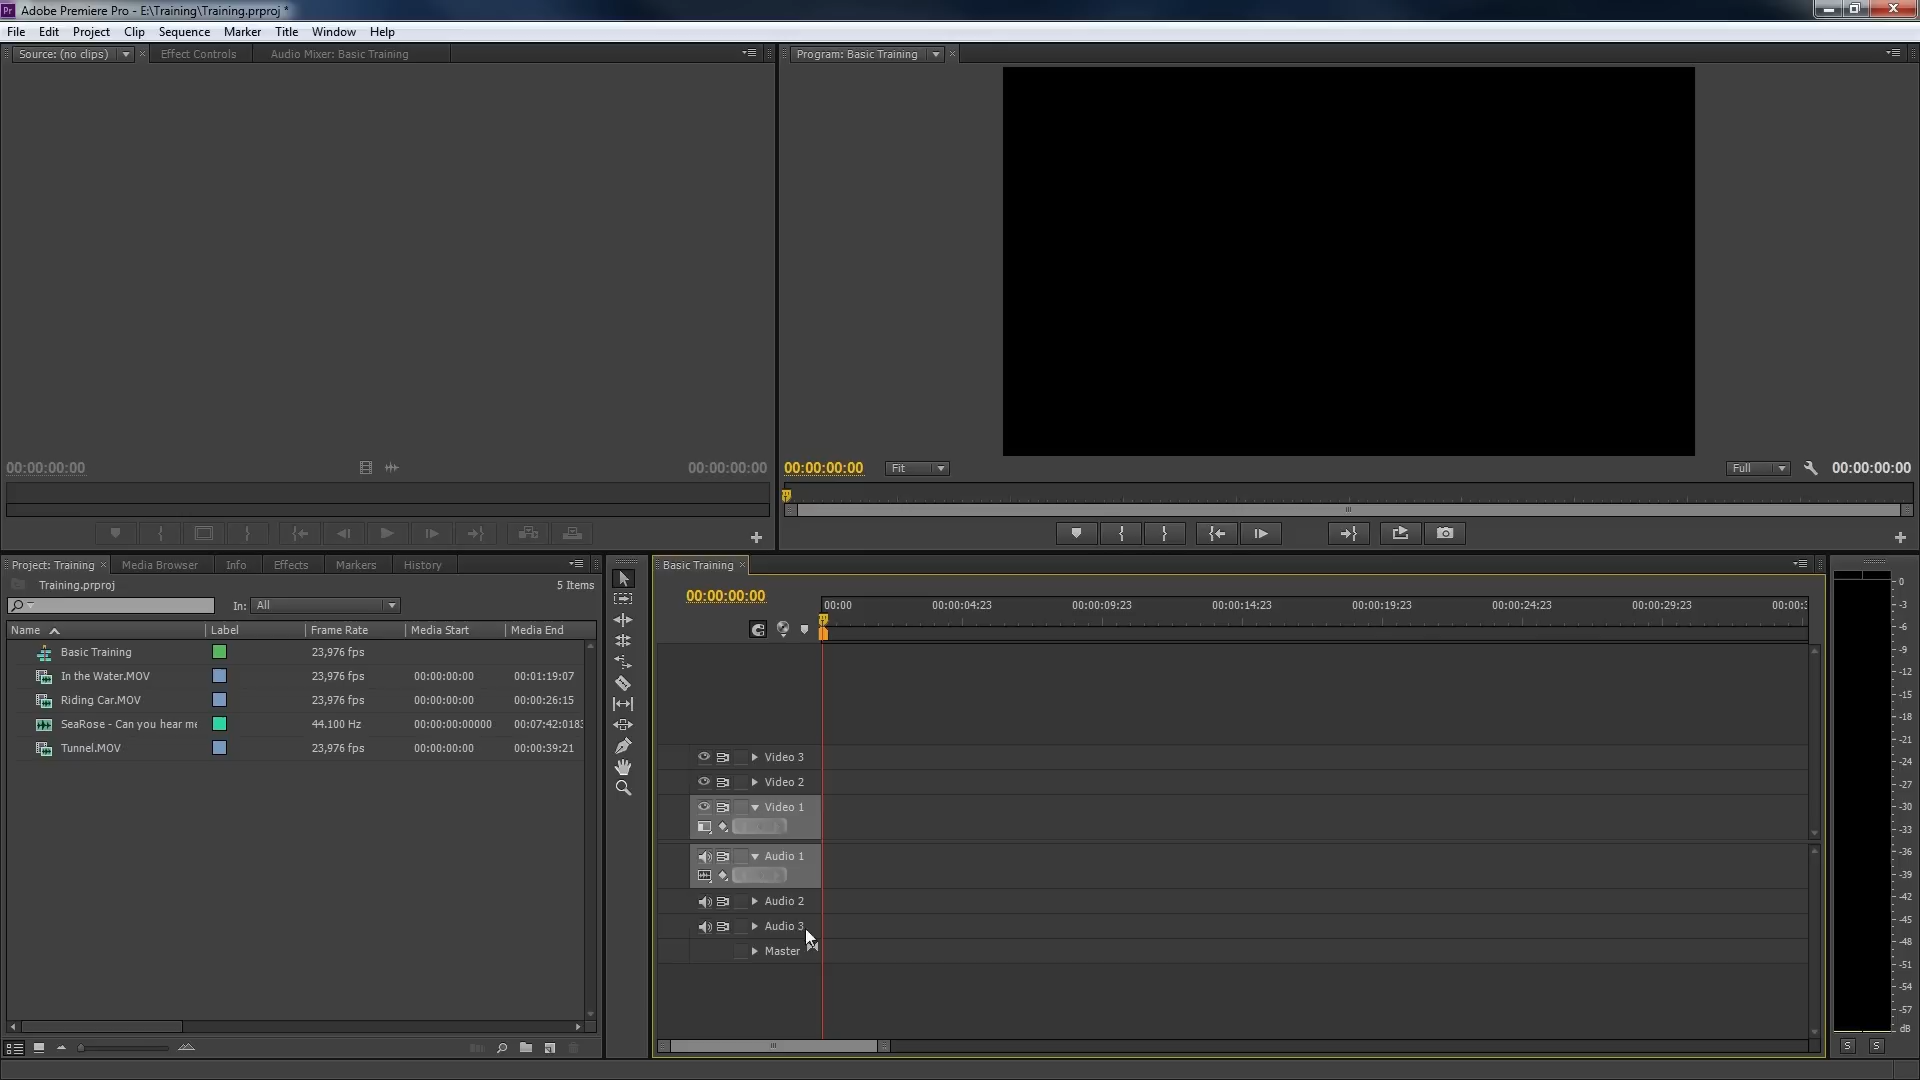 Pr Adobe Premiere Pro - E:\Training\Training.prproj *
File Edit Project Clip Sequence Marker Title Window Help
Source: (no clips) Effect Controls Audio Mixer: Basic Training
Program: Basic Training
00:00:00:00 00:00:00:00
00:00:00:00 Fit Full 00:00:00:00
Project: Training Media Browser Info Effects Markers History
Training.prproj 5 Items
In: All
Name Label Frame Rate Media Start Media End
Basic Training 23,976 fps
In the Water.MOV 23,976 fps 00:00:00:00 00:01:19:07
Riding Car.MOV 23,976 fps 00:00:00:00 00:00:26:15
SeaRose - Can you hear me 44.100 Hz 00:00:00:00000 00:07:42:0183
Tunnel.MOV 23,976 fps 00:00:00:00 00:00:39:21
Basic Training
00:00:00:00
00:00 00:00:04:23 00:00:09:23 00:00:14:23 00:00:19:23 00:00:24:23 00:00:29:23 00:00:3
Video 3
Video 2
Video 1
Audio 1
Audio 2
Audio 3
Master
0
-3
-6
-9
-12
-15
-18
-21
-24
-27
-30
-33
-36
-39
-42
-45
-48
-51
-54
-57
dB
S S